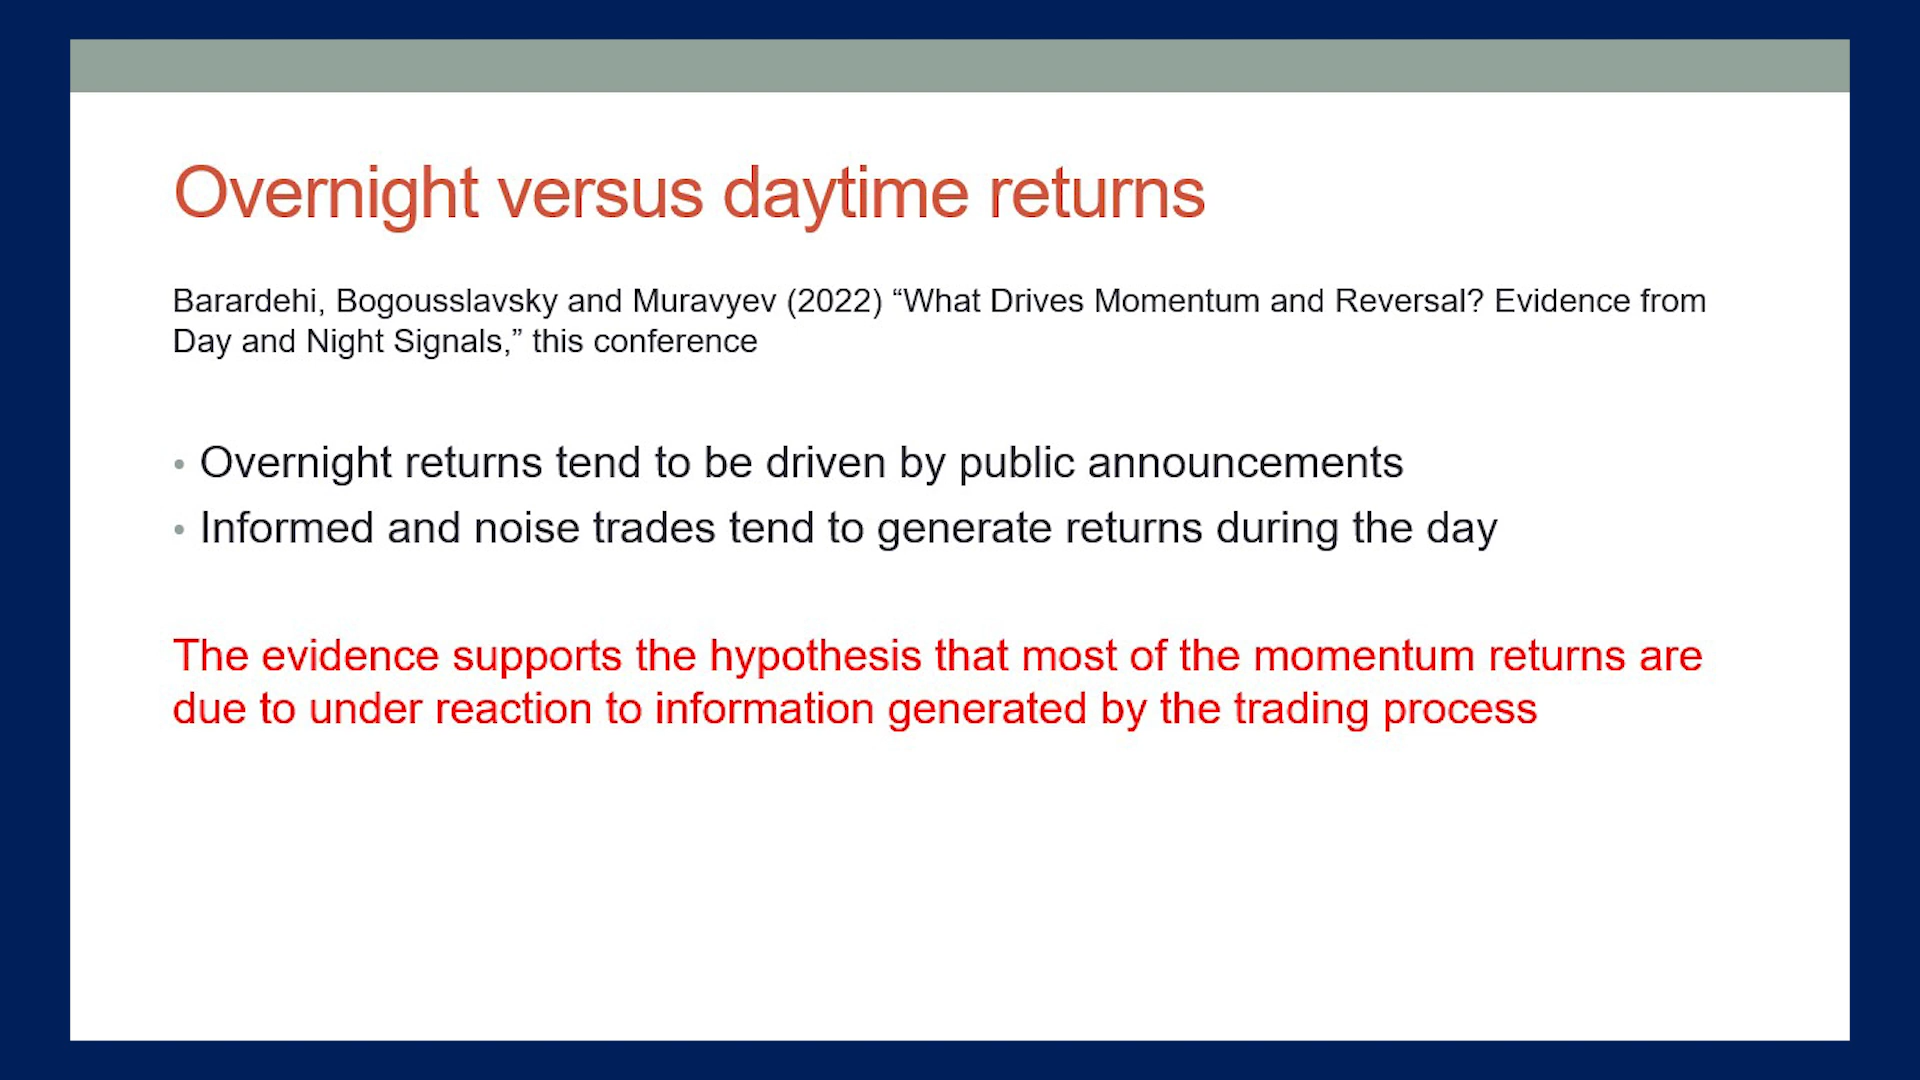 Overnight versus daytime returns
Barardehi, Bogousslavsky and Muravyev (2022) “What Drives Momentum and Reversal? Evidence from
Day and Night Signals,” this conference
• Overnight returns tend to be driven by public announcements
• Informed and noise trades tend to generate returns during the day
The evidence supports the hypothesis that most of the momentum returns are
due to under reaction to information generated by the trading process